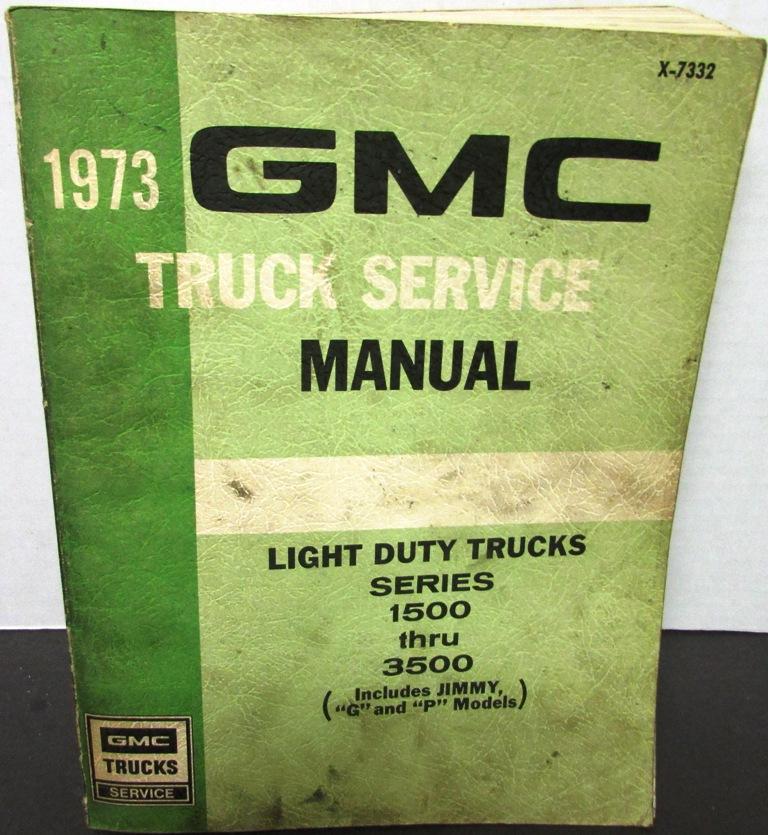 X-7332
1973 GMC
TRUCK SERVICE
MANUAL
LIGHT DUTY TRUCKS
SERIES
1500
thru
3500
(Includes JIMMY,
"G" and "P" Models)
GMC
TRUCKS
SERVICE